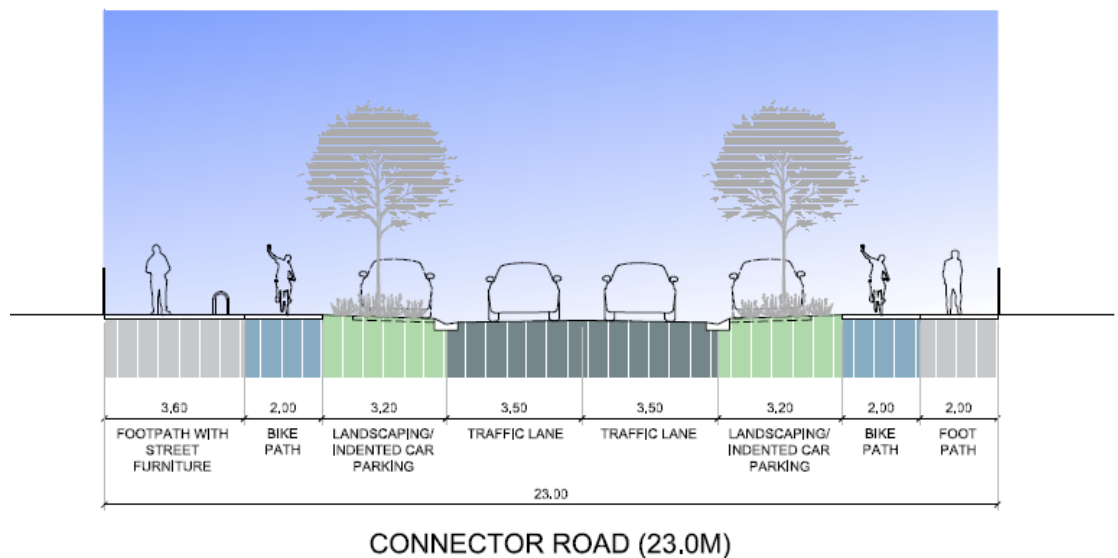 3,60 2,00 3,20 3,50 3,50 3,20 2,00 2,00
FOOTPATH WITH
STREET
FURNITURE
BIKE
PATH
LANDSCAPING/
INDENTED CAR
PARKING
TRAFFIC LANE
TRAFFIC LANE
LANDSCAPING/
INDENTED CAR
PARKING
BIKE
PATH
FOOT
PATH
23,00
CONNECTOR ROAD (23.0M)